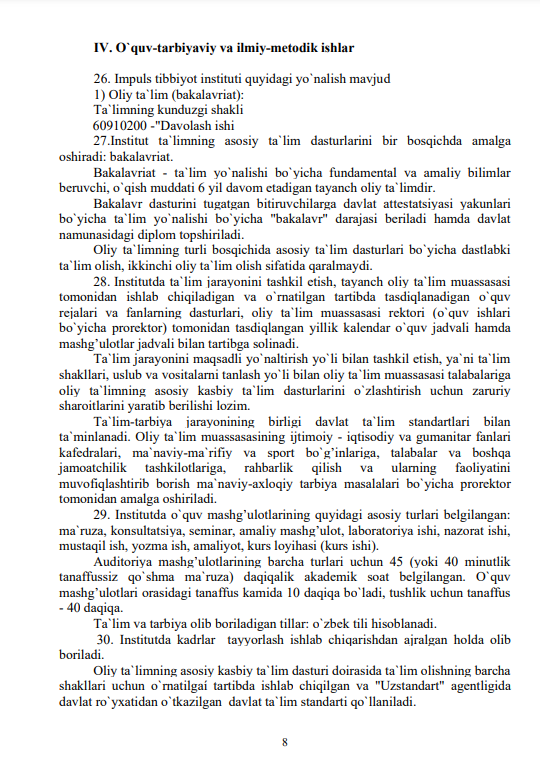 IV. O`quv-tarbiyaviy va ilmiy-metodik ishlar
26. Impuls tibbiyot instituti quyidagi yo`nalish mavjud
1) Oliy ta`lim (bakalavriat):
Ta`limning kunduzgi shakli
60910200 -"Davolash ishi
27.Institut ta`limning asosiy ta`lim dasturlarini bir bosqichda amalga
oshiradi: bakalavriat.
Bakalavriat - ta`lim yo`nalishi bo`yicha fundamental va amaliy bilimlar
beruvchi, o`qish muddati 6 yil davom etadigan tayanch oliy ta`limdir.
Bakalavr dasturini tugatgan bitiruvchilarga davlat attestatsiyasi yakunlari
bo`yicha ta`lim yo`nalishi bo`yicha "bakalavr" darajasi beriladi hamda davlat
namunasidagi diplom topshiriladi.
Oliy ta`limning turli bosqichida asosiy ta`lim dasturlari bo`yicha dastlabki
ta`lim olish, ikkinchi oliy ta`lim olish sifatida qaralmaydi.
28. Institutda ta`lim jarayonini tashkil etish, tayanch oliy ta`lim muassasasi
tomonidan ishlab chiqiladigan va o`rnatilgan tartibda tasdiqlanadigan o`quv
rejalari va fanlarning dasturlari, oliy ta`lim muassasasi rektori (o`quv ishlari
bo`yicha prorektor) tomonidan tasdiqlangan yillik kalendar o`quv jadvali hamda
mashg’ulotlar jadvali bilan tartibga solinadi.
Ta`lim jarayonini maqsadli yo`naltirish yo`li bilan tashkil etish, ya`ni ta`lim
shakllari, uslub va vositalarni tanlash yo`li bilan oliy ta`lim muassasasi talabalariga
oliy ta`limning asosiy kasbiy ta`lim dasturlarini o`zlashtirish uchun zaruriy
sharoitlarini yaratib berilishi lozim.
Ta`lim-tarbiya jarayonining birligi davlat ta`lim standartlari bilan
ta`minlanadi. Oliy ta`lim muassasasining ijtimoiy - iqtisodiy va gumanitar fanlari
kafedralari, ma`naviy-ma`rifiy va sport bo`g’inlariga, talabalar va boshqa
jamoatchilik tashkilotlariga, rahbarlik qilish va ularning faoliyatini
muvofiqlashtirib borish ma`naviy-axloqiy tarbiya masalalari bo`yicha prorektor
tomonidan amalga oshiriladi.
29. Institutda o`quv mashg’ulotlarining quyidagi asosiy turlari belgilangan:
ma`ruza, konsultatsiya, seminar, amaliy mashg’ulot, laboratoriya ishi, nazorat ishi,
mustaqil ish, yozma ish, amaliyot, kurs loyihasi (kurs ishi).
Auditoriya mashg’ulotlarining barcha turlari uchun 45 (yoki 40 minutlik
tanaffussiz qo`shma ma`ruza) daqiqalik akademik soat belgilangan. O`quv
mashg’ulotlari orasidagi tanaffus kamida 10 daqiqa bo`ladi, tushlik uchun tanaffus
- 40 daqiqa.
Ta`lim va tarbiya olib boriladigan tillar: o`zbek tili hisoblanadi.
30. Institutda kadrlar tayyorlash ishlab chiqarishdan ajralgan holda olib
boriladi.
Oliy ta`limning asosiy kasbiy ta`lim dasturi doirasida ta`lim olishning barcha
shakllari uchun o`rnatilgai tartibda ishlab chiqilgan va "Uzstandart" agentligida
davlat ro`yxatidan o`tkazilgan davlat ta`lim standarti qo`llaniladi.
8